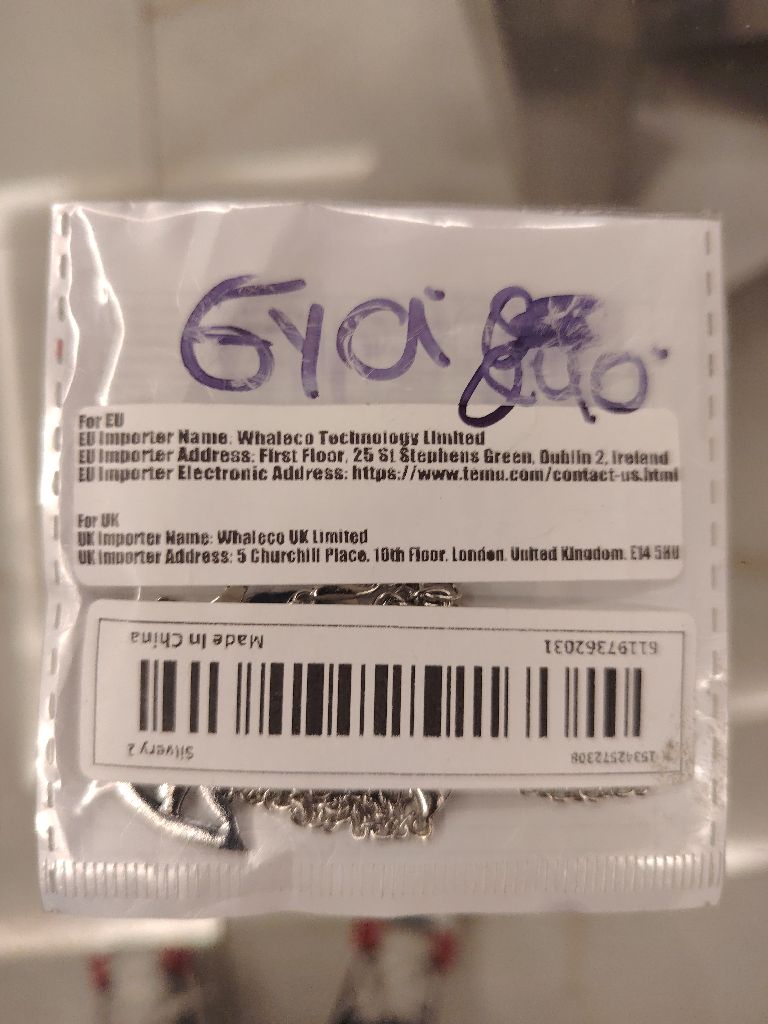 For EU
EU Importer Name: Whaleco Technology Limited
EU Importer Address: First Floor, 25 St Stephens Green, Dublin 2, Ireland
EU Importer Electronic Address: https://www.temu.com/contact-us.html
For UK
UK Importer Name: Whaleco UK Limited
UK Importer Address: 5 Churchill Place, 10th Floor, London, United Kingdom, E14 5HU
15342572308 Silvery 2
61197362031 Made In China